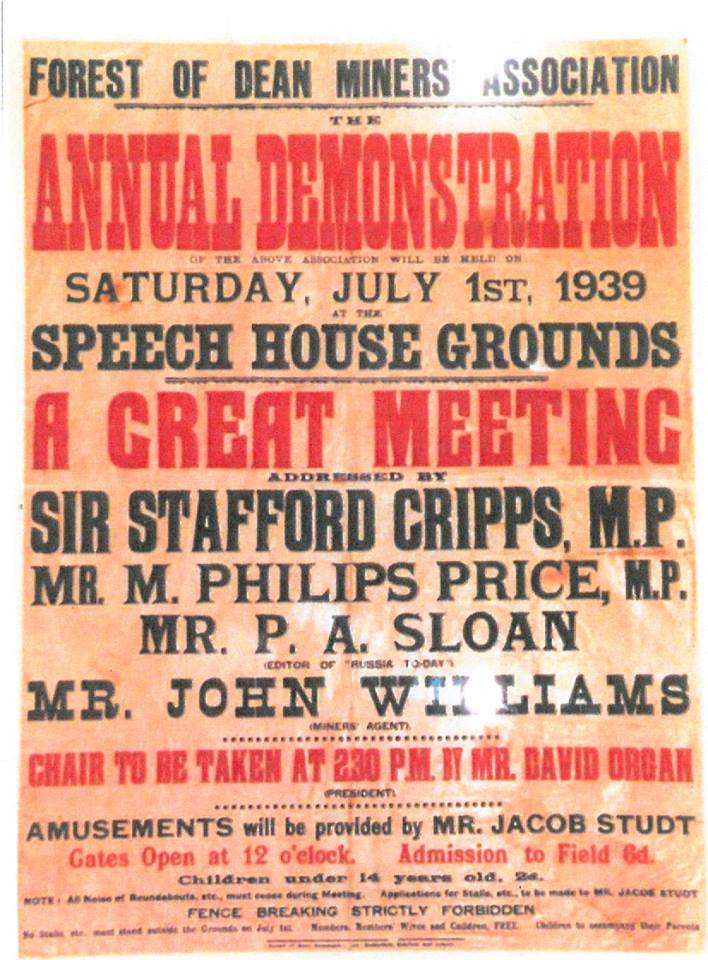 FOREST OF DEAN MINERS ASSOCIATION
THE
ANNUAL DEMONSTRATION
OF THE ABOVE ASSOCIATION WILL BE HELD ON
SATURDAY, JULY 1ST, 1939
AT THE
SPEECH HOUSE GROUNDS
A GREAT MEETING
ADDRESSED BY
SIR STAFFORD CRIPPS, M.P.
MR. M. PHILIPS PRICE, M.P.
MR. P. A. SLOAN
(EDITOR OF "RUSSIA TO-DAY")
MR. JOHN WILLIAMS
(MINERS' AGENT).
CHAIR TO BE TAKEN AT 2.30 P.M. BY MR. DAVID ORGAN
(PRESIDENT).
AMUSEMENTS will be provided by MR. JACOB STUDT
Gates Open at 12 o'clock. Admission to Field 6d.
Children under 14 years old, 2d.
NOTE: All Noise of Roundabouts, etc., must cease during Meeting. Applications for Stalls, etc., to be made to MR. JACOB STUDT
FENCE BREAKING STRICTLY FORBIDDEN
No Stalls, etc. must stand outside the Grounds on July 1st. Members, Members' Wives and Children, FREE. Children to accompany their Parents